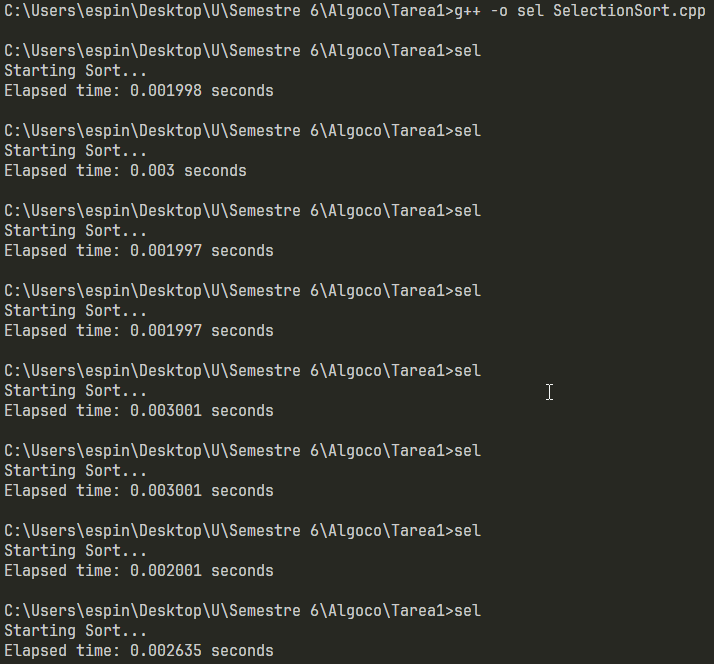 C:\Users\espin\Desktop\U\Semestre 6\Algoco\Tarea1>g++ -o sel SelectionSort.cpp
C:\Users\espin\Desktop\U\Semestre 6\Algoco\Tarea1>sel
Starting Sort...
Elapsed time: 0.001998 seconds
C:\Users\espin\Desktop\U\Semestre 6\Algoco\Tarea1>sel
Starting Sort...
Elapsed time: 0.003 seconds
C:\Users\espin\Desktop\U\Semestre 6\Algoco\Tarea1>sel
Starting Sort...
Elapsed time: 0.001997 seconds
C:\Users\espin\Desktop\U\Semestre 6\Algoco\Tarea1>sel
Starting Sort...
Elapsed time: 0.001997 seconds
C:\Users\espin\Desktop\U\Semestre 6\Algoco\Tarea1>sel
Starting Sort...
Elapsed time: 0.003001 seconds
C:\Users\espin\Desktop\U\Semestre 6\Algoco\Tarea1>sel
Starting Sort...
Elapsed time: 0.003001 seconds
C:\Users\espin\Desktop\U\Semestre 6\Algoco\Tarea1>sel
Starting Sort...
Elapsed time: 0.002001 seconds
C:\Users\espin\Desktop\U\Semestre 6\Algoco\Tarea1>sel
Starting Sort...
Elapsed time: 0.002635 seconds